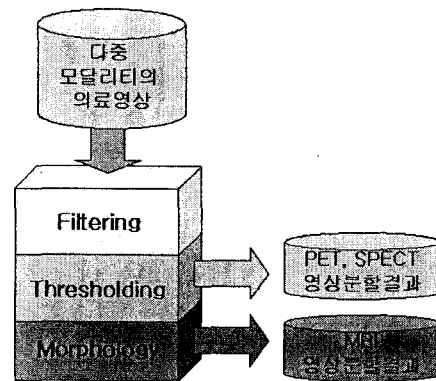 다중
모달리티의
의료영상
Filtering
Thresholding
PET, SPECT
영상분할결과
Morphology
MRI
영상분할결과